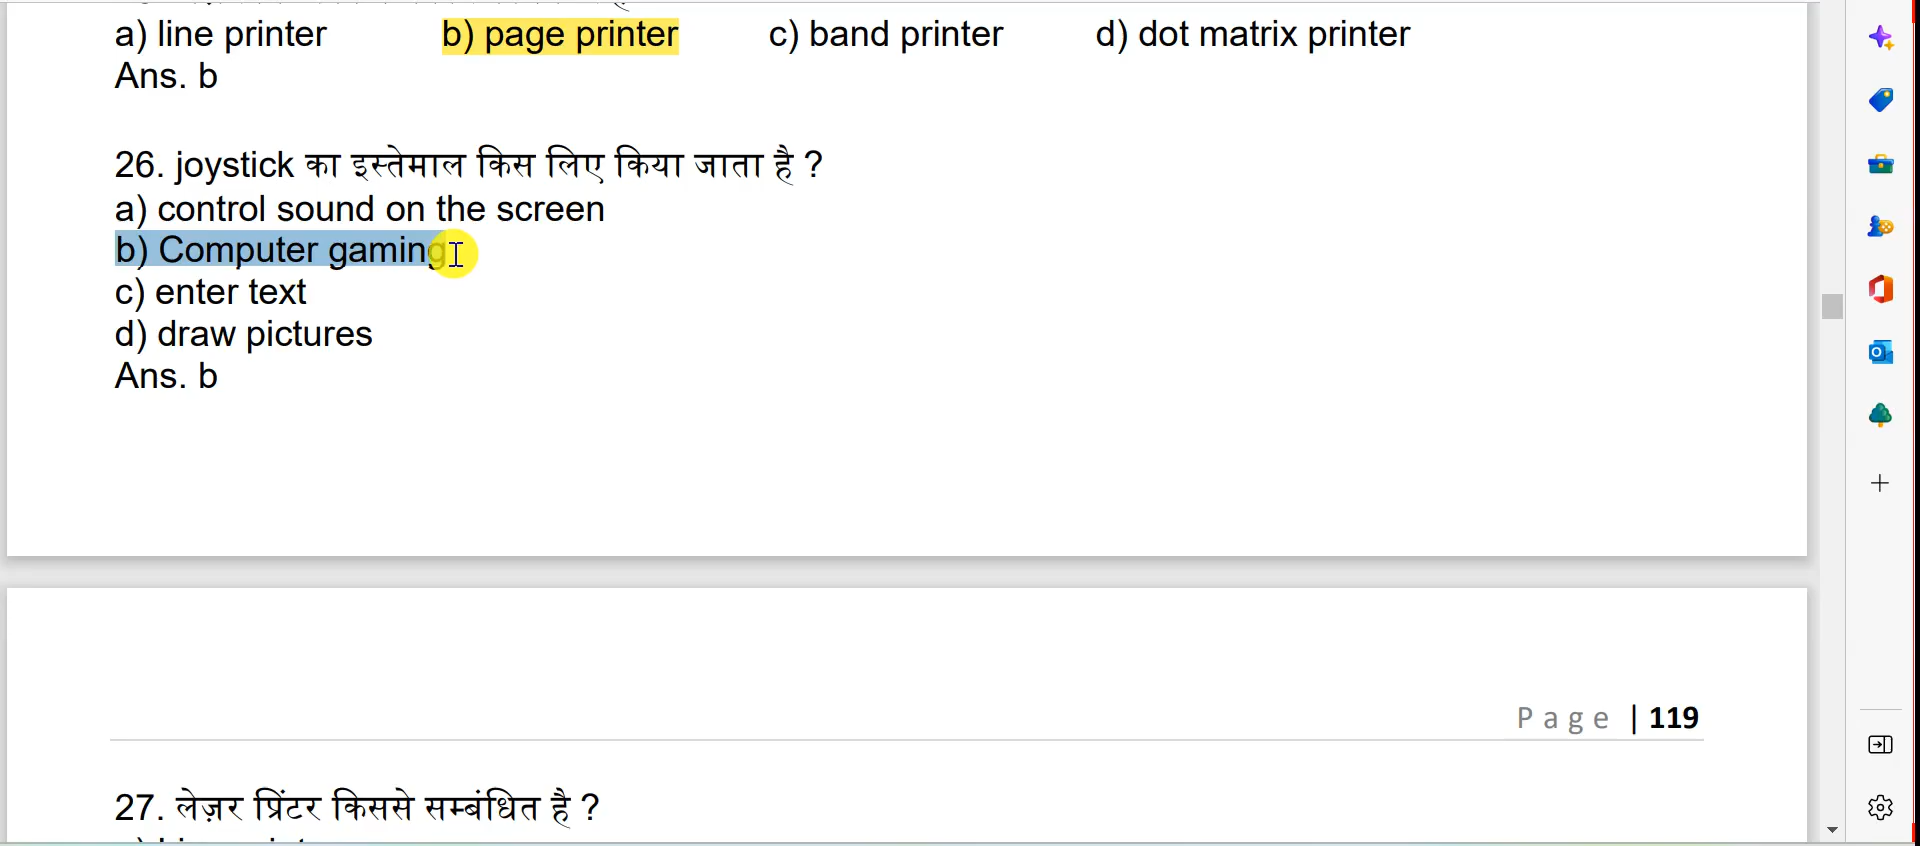 a) line printer b) page printer c) band printer d) dot matrix printer
Ans. b
26. joystick का इस्तेमाल किस लिए किया जाता है ?
a) control sound on the screen
b) Computer gaming
c) enter text
d) draw pictures
Ans. b
Page | 119
27. लेज़र प्रिंटर किससे सम्बंधित है ?